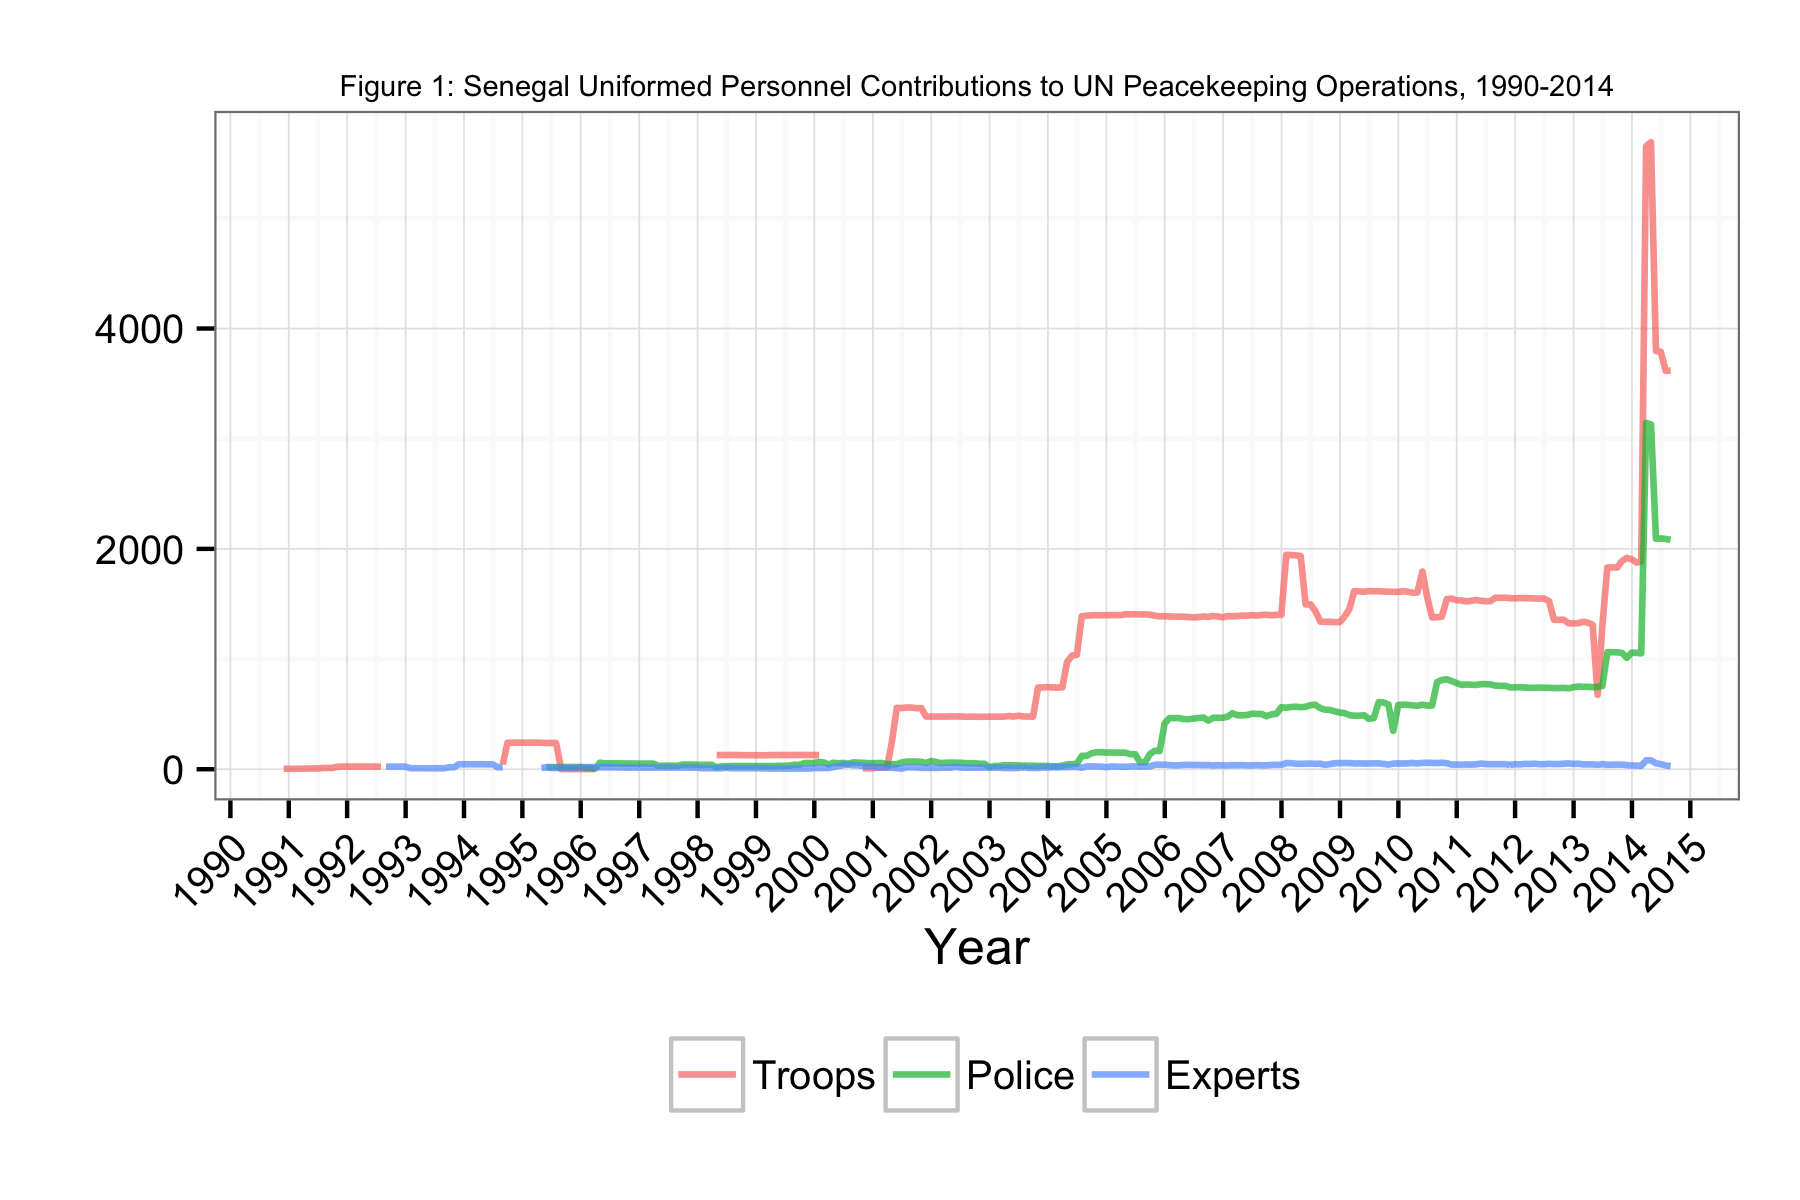 Figure 1: Senegal Uniformed Personnel Contributions to UN Peacekeeping Operations, 1990-2014
4000
2000
0
1990 1991 1992 1993 1994 1995 1996 1997 1998 1999 2000 2001 2002 2003 2004 2005 2006 2007 2008 2009 2010 2011 2012 2013 2014 2015
Year
Troops Police Experts